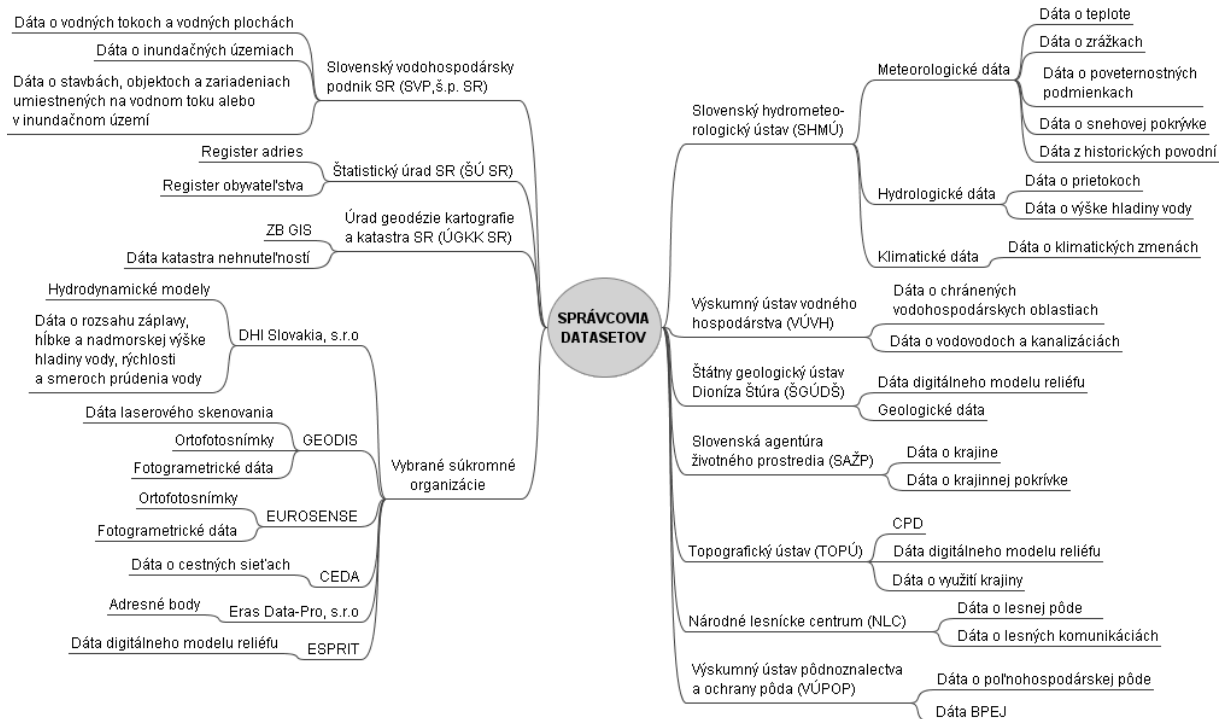 SPRÁVCOVIA
DATASETOV
Slovenský vodohospodársky
podnik SR (SVP,š.p. SR)
Dáta o vodných tokoch a vodných plochách
Dáta o inundačných územiach
Dáta o stavbách, objektoch a zariadeniach
umiestnených na vodnom toku alebo
v inundačnom území
Štatistický úrad SR (ŠÚ SR)
Register adries
Register obyvateľstva
Úrad geodézie kartografie
a katastra SR (ÚGKK SR)
ZB GIS
Dáta katastra nehnuteľností
Vybrané súkromné
organizácie
DHI Slovakia, s.r.o
Hydrodynamické modely
Dáta o rozsahu záplavy,
hĺbke a nadmorskej výške
hladiny vody, rýchlosti
a smeroch prúdenia vody
GEODIS
Dáta laserového skenovania
Ortofotosnímky
Fotogrametrické dáta
EUROSENSE
Ortofotosnímky
Fotogrametrické dáta
CEDA
Dáta o cestných sieťach
Eras Data-Pro, s.r.o
Adresné body
ESPRIT
Dáta digitálneho modelu reliéfu
Slovenský hydrometeo-
rologický ústav (SHMÚ)
Meteorologické dáta
Dáta o teplote
Dáta o zrážkach
Dáta o poveternostných
podmienkach
Dáta o snehovej pokrývke
Dáta z historických povodní
Hydrologické dáta
Dáta o prietokoch
Dáta o výške hladiny vody
Klimatické dáta
Dáta o klimatických zmenách
Výskumný ústav vodného
hospodárstva (VÚVH)
Dáta o chránených
vodohospodárskych oblastiach
Dáta o vodovodoch a kanalizáciách
Štátny geologický ústav
Dioníza Štúra (ŠGÚDŠ)
Dáta digitálneho modelu reliéfu
Geologické dáta
Slovenská agentúra
životného prostredia (SAŽP)
Dáta o krajine
Dáta o krajinnej pokrívke
Topografický ústav (TOPÚ)
CPD
Dáta digitálneho modelu reliéfu
Dáta o využití krajiny
Národné lesnícke centrum (NLC)
Dáta o lesnej pôde
Dáta o lesných komunikáciách
Výskumný ústav pôdnoznalectva
a ochrany pôda (VÚPOP)
Dáta o poľnohospodárskej pôde
Dáta BPEJ